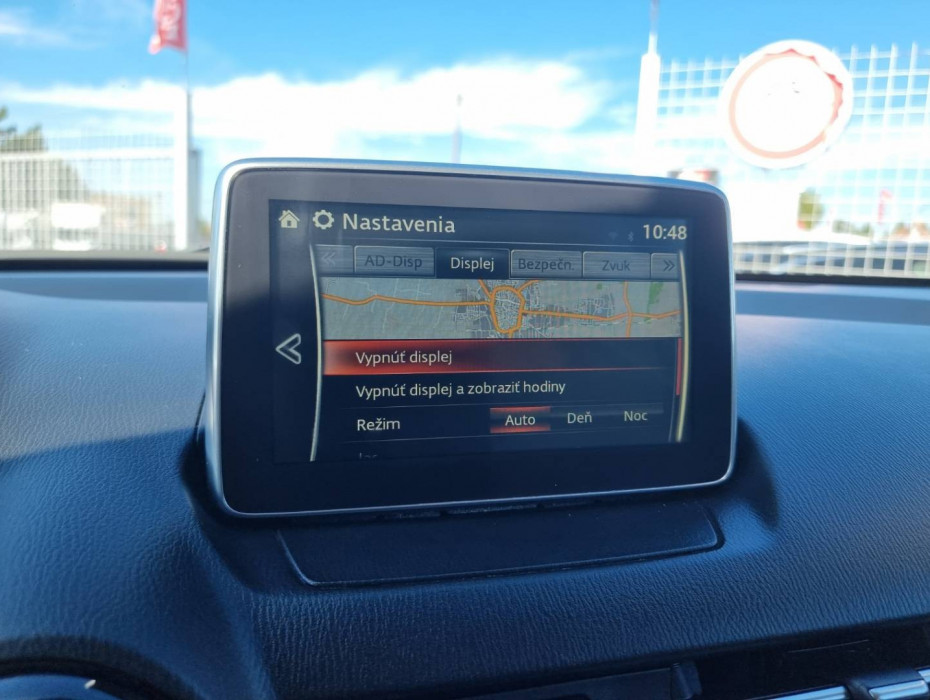 Nastavenia
10:48
AD-Disp Displej Bezpečn. Zvuk
Vypnúť displej
Vypnúť displej a zobraziť hodiny
Režim Auto Deň Noc